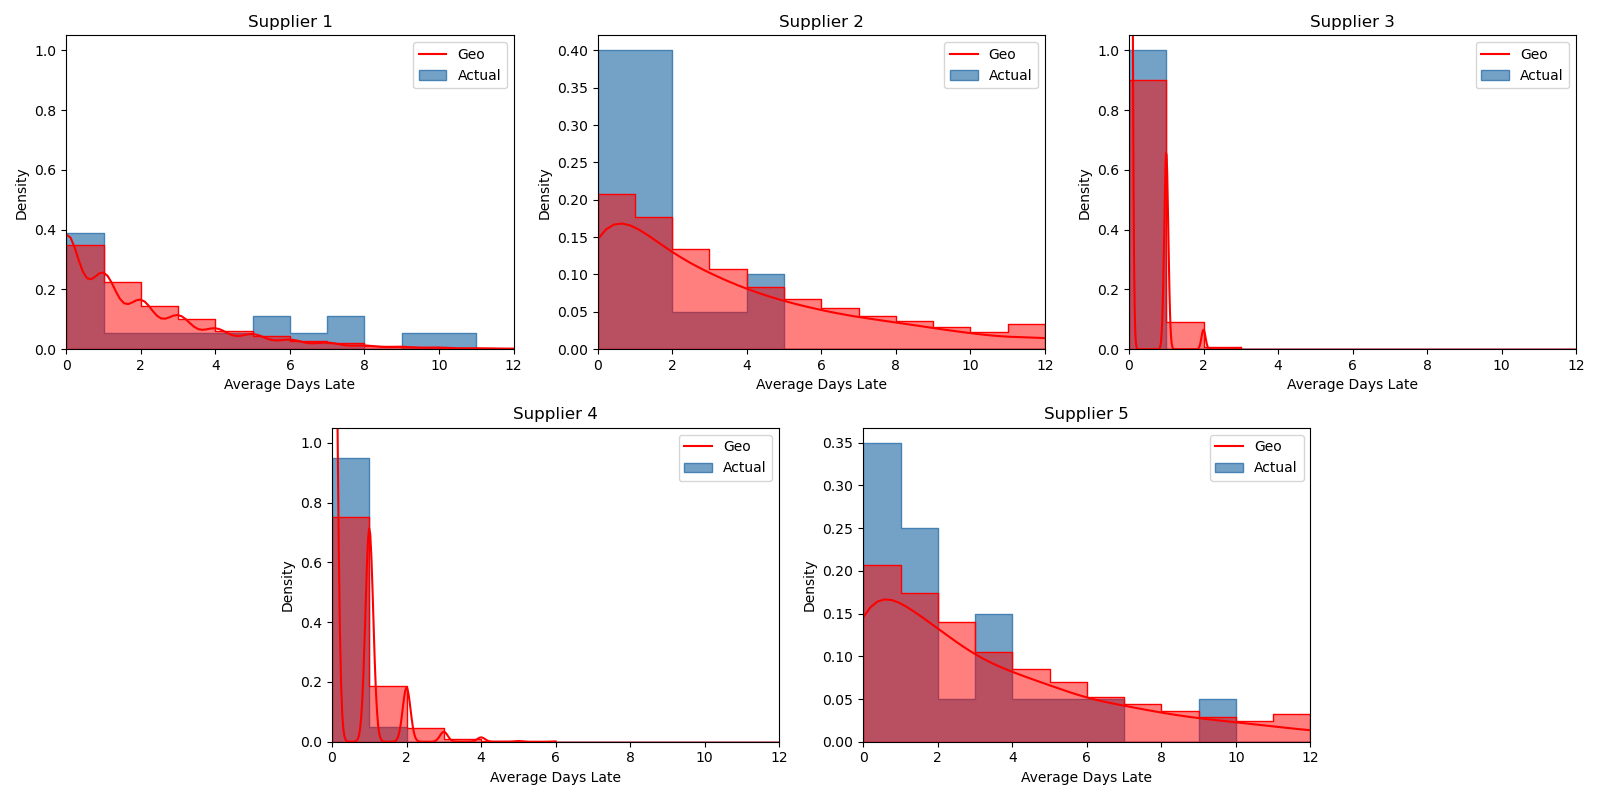 Supplier 1
1.0
0.8
0.6
0.4
0.2
0.0
Density
Geo
Actual
0 2 4 6 8 10 12
Average Days Late
Supplier 2
0.40
0.35
0.30
0.25
0.20
0.15
0.10
0.05
0.00
Density
Geo
Actual
0 2 4 6 8 10 12
Average Days Late
Supplier 3
1.0
0.8
0.6
0.4
0.2
0.0
Density
Geo
Actual
0 2 4 6 8 10 12
Average Days Late
Supplier 4
1.0
0.8
0.6
0.4
0.2
0.0
Density
Geo
Actual
0 2 4 6 8 10 12
Average Days Late
Supplier 5
0.35
0.30
0.25
0.20
0.15
0.10
0.05
0.00
Density
Geo
Actual
0 2 4 6 8 10 12
Average Days Late